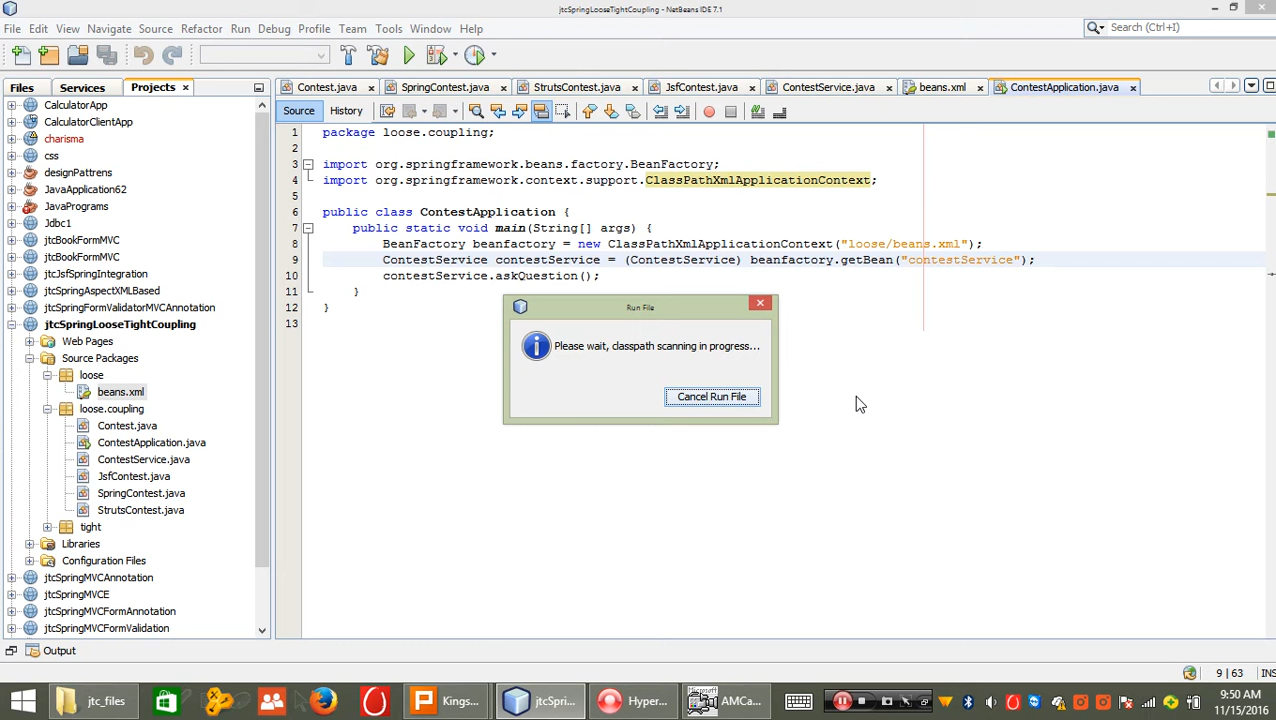 jtcSpringLooseTightCoupling - NetBeans IDE 7.1
File Edit View Navigate Source Refactor Run Debug Profile Team Tools Window Help
Search (Ctrl+I)
Files Services Projects
Contest.java SpringContest.java StrutsContest.java JsfContest.java ContestService.java beans.xml ContestApplication.java
Source History
CalculatorApp
CalculatorClientApp
charisma
css
designPattrens
JavaApplication62
JavaPrograms
Jdbc1
jtcBookFormMVC
jtcBookFormMVC
jtcJsfSpringIntegration
jtcSpringAspectXMLBased
jtcSpringFormValidatorMVCAnnotation
jtcSpringLooseTightCoupling
Web Pages
Source Packages
loose
beans.xml
loose.coupling
Contest.java
ContestApplication.java
ContestService.java
JsfContest.java
SpringContest.java
StrutsContest.java
tight
Libraries
Configuration Files
jtcSpringMVCAnnotation
jtcSpringMVCE
jtcSpringMVCFormAnnotation
jtcSpringMVCFormValidation
1 package loose.coupling;
2
3 import org.springframework.beans.factory.BeanFactory;
4 import org.springframework.context.support.ClassPathXmlApplicationContext;
5
6 public class ContestApplication {
7 public static void main(String[] args) {
8 BeanFactory beanfactory = new ClassPathXmlApplicationContext("loose/beans.xml");
9 ContestService contestService = (ContestService) beanfactory.getBean("contestService");
10 contestService.askQuestion();
11 }
12 }
13
Run File
Please wait, classpath scanning in progress...
Cancel Run File
Output
9 | 63 INS
jtc_files Kings... jtcSpri... Hyper... AMCa...
9:50 AM
11/15/2016